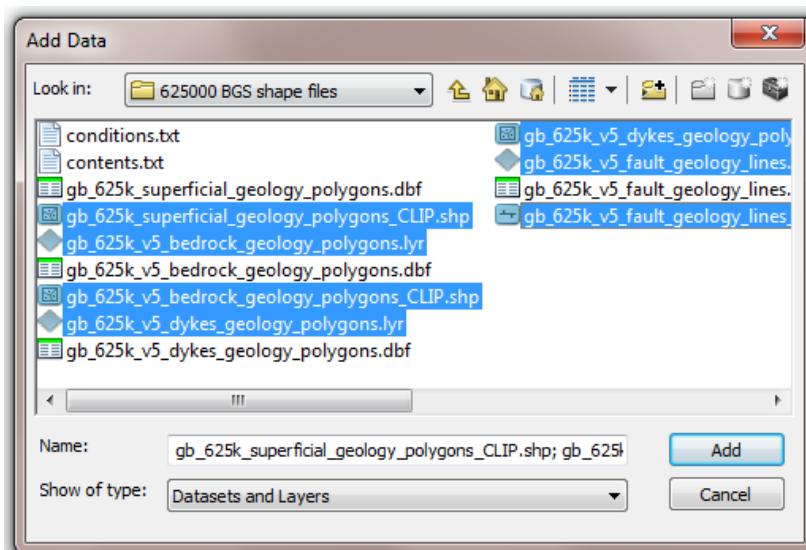 Add Data
Look in:
625000 BGS shape files
conditions.txt
contents.txt
gb_625k_superficial_geology_polygons.dbf
gb_625k_superficial_geology_polygons_CLIP.shp
gb_625k_v5_bedrock_geology_polygons.lyr
gb_625k_v5_bedrock_geology_polygons.dbf
gb_625k_v5_bedrock_geology_polygons_CLIP.shp
gb_625k_v5_dykes_geology_polygons.lyr
gb_625k_v5_dykes_geology_polygons.dbf
gb_625k_v5_dykes_geology_poly
gb_625k_v5_fault_geology_lines.
gb_625k_v5_fault_geology_lines.
gb_625k_v5_fault_geology_lines_
Name:
gb_625k_superficial_geology_polygons_CLIP.shp; gb_625k
Add
Show of type:
Datasets and Layers
Cancel